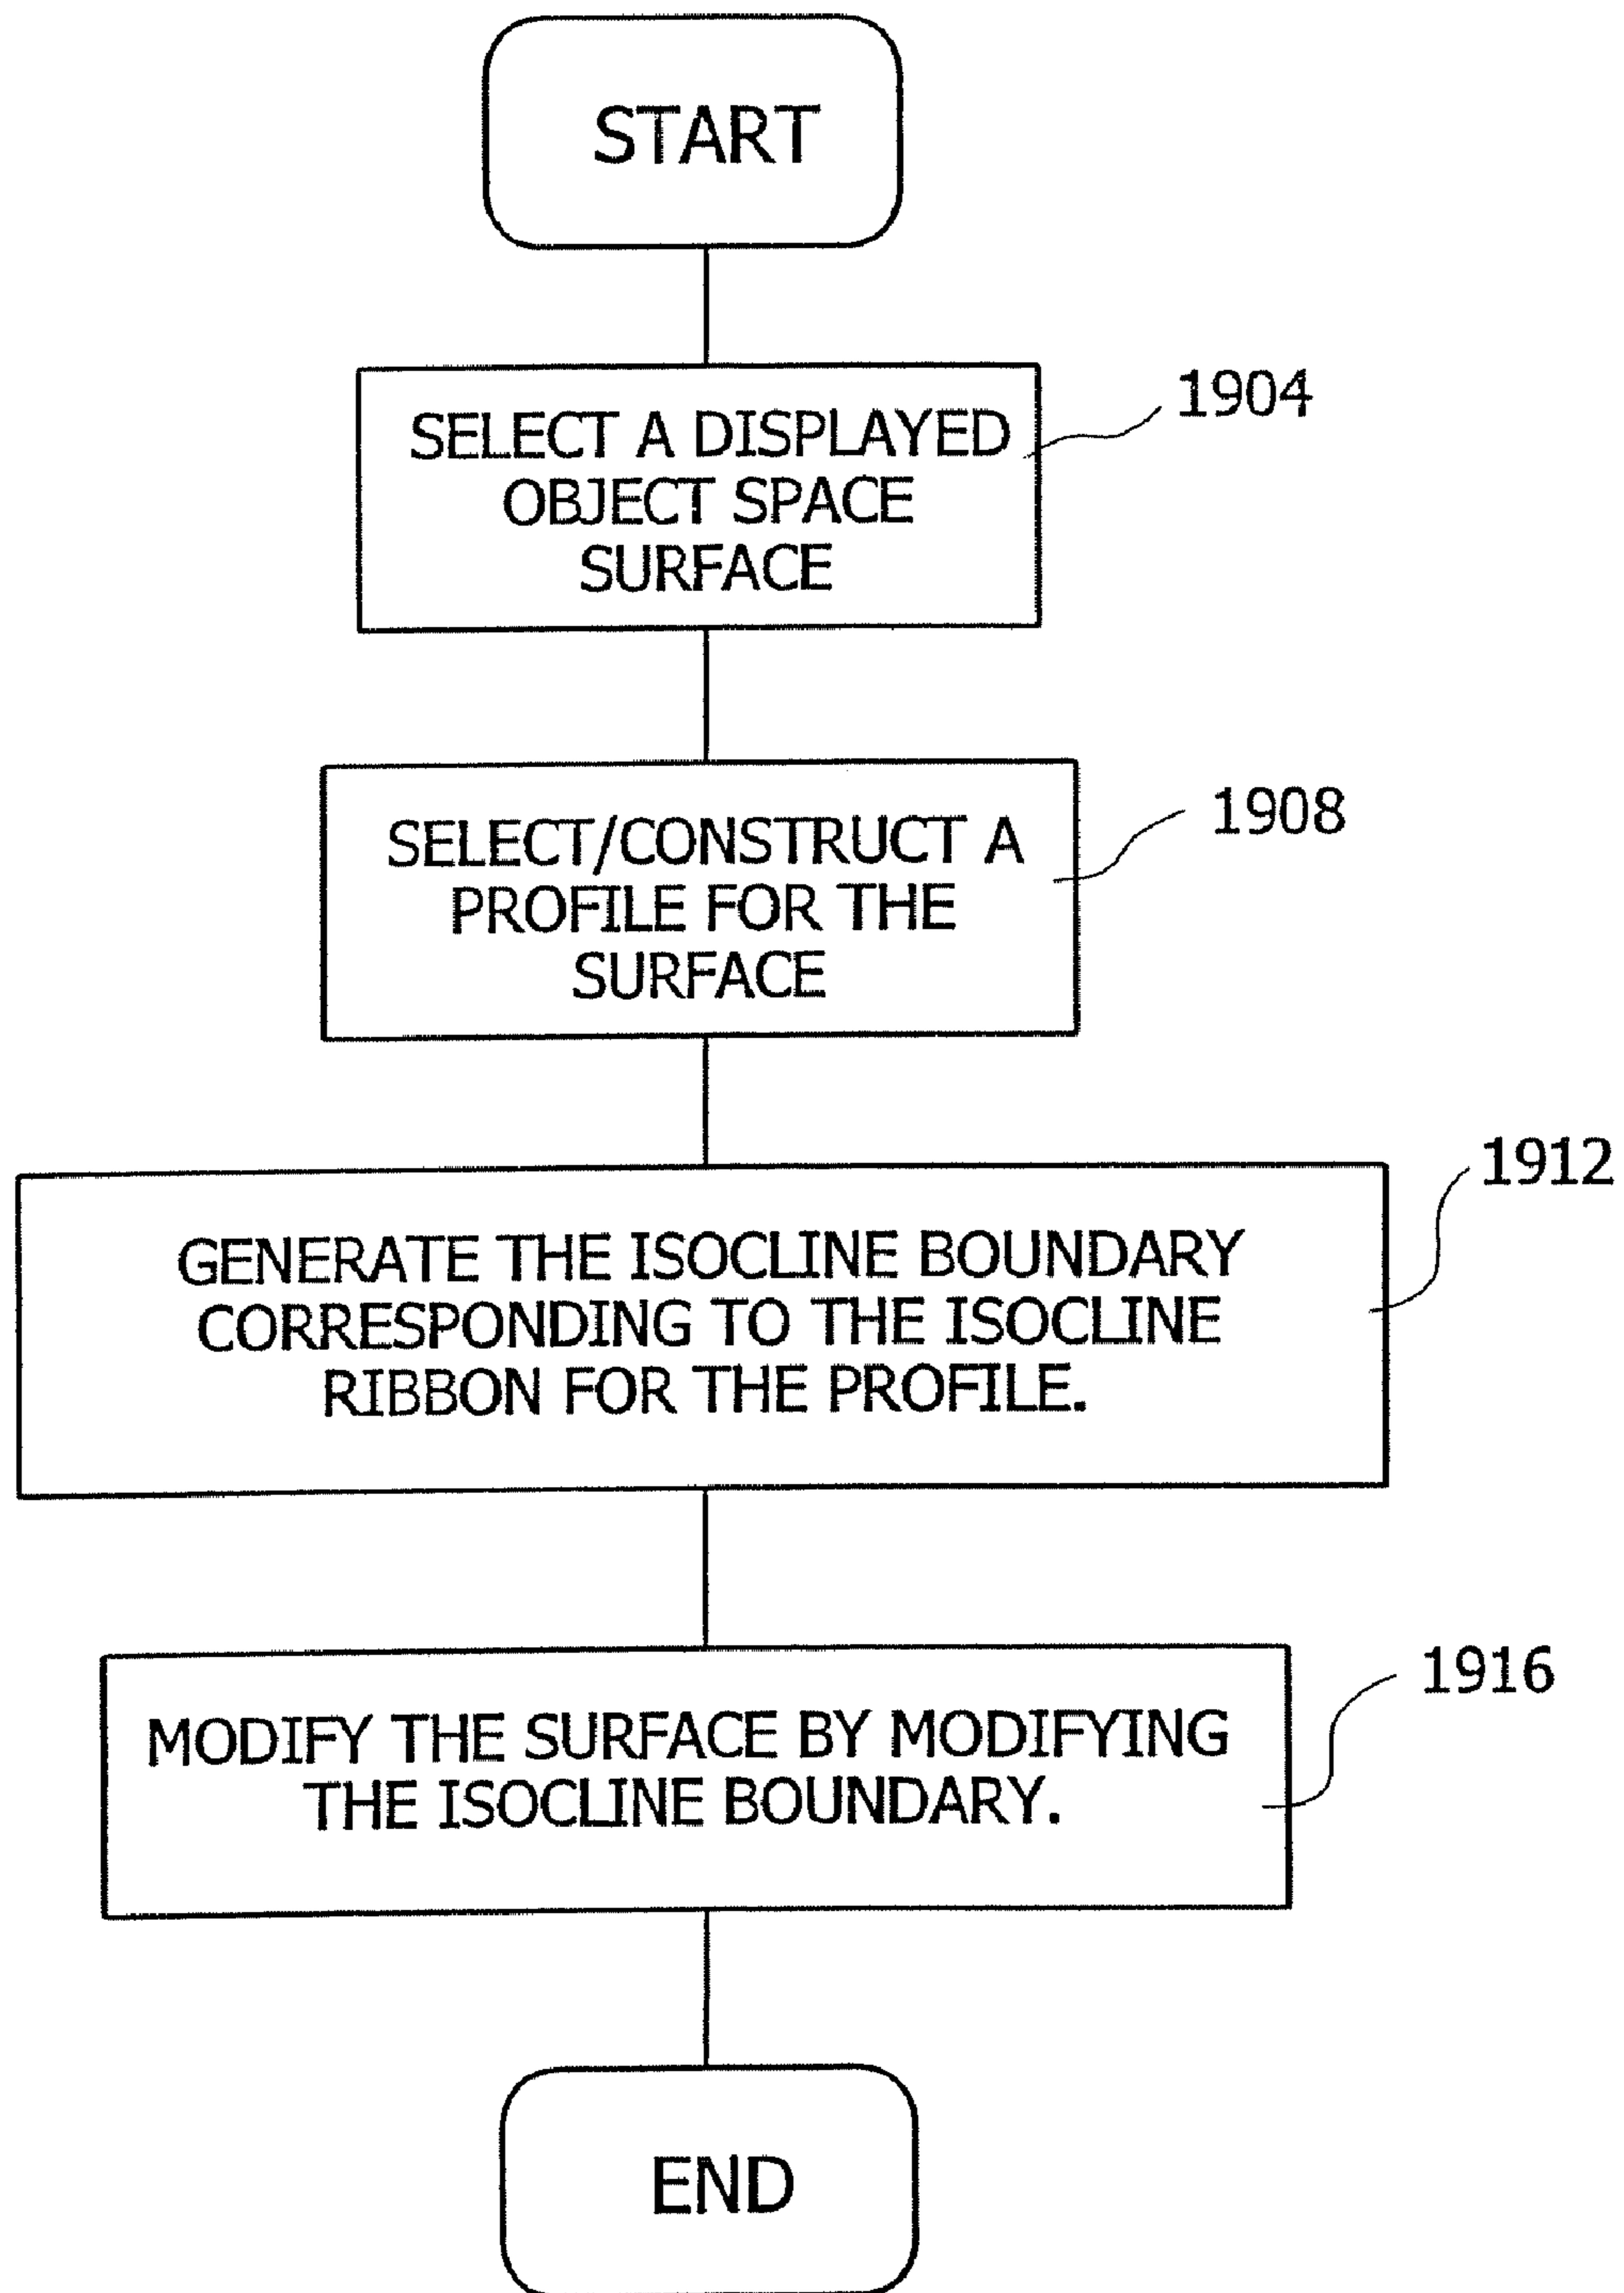 START
SELECT A DISPLAYED
OBJECT SPACE
SURFACE
1904
SELECT/CONSTRUCT A
PROFILE FOR THE
SURFACE
1908
GENERATE THE ISOCLINE BOUNDARY
CORRESPONDING TO THE ISOCLINE
RIBBON FOR THE PROFILE.
1912
MODIFY THE SURFACE BY MODIFYING
THE ISOCLINE BOUNDARY.
1916
END